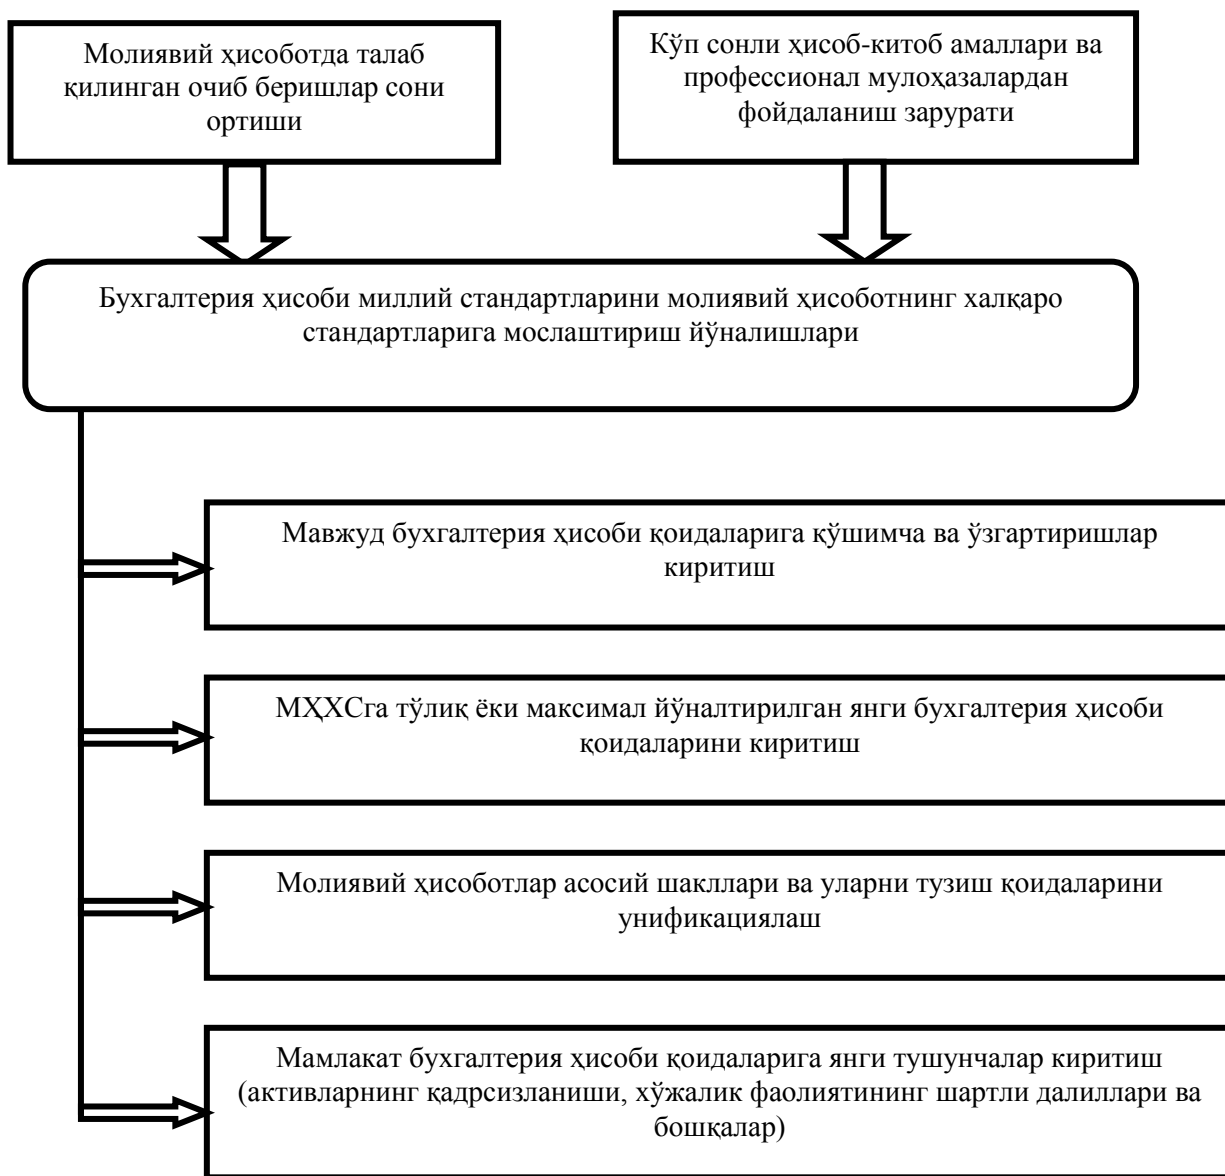 Молиявий ҳисоботда талаб
қилинган очиб беришлар сони
ортиши
Кўп сонли ҳисоб-китоб амаллари ва
профессионал мулоҳазалардан
фойдаланиш зарурати
Бухгалтерия ҳисоби миллий стандартларини молиявий ҳисоботнинг халқаро
стандартларига мослаштириш йўналишлари
Мавжуд бухгалтерия ҳисоби қоидаларига қўшимча ва ўзгартиришлар
киритиш
МҲХСга тўлиқ ёки максимал йўналтирилган янги бухгалтерия ҳисоби
қоидаларини киритиш
Молиявий ҳисоботлар асосий шакллари ва уларни тузиш қоидаларини
унификациялаш
Мамлакат бухгалтерия ҳисоби қоидаларига янги тушунчалар киритиш
(активларнинг қадрсизланиши, хўжалик фаолиятининг шартли далиллари ва
бошқалар)